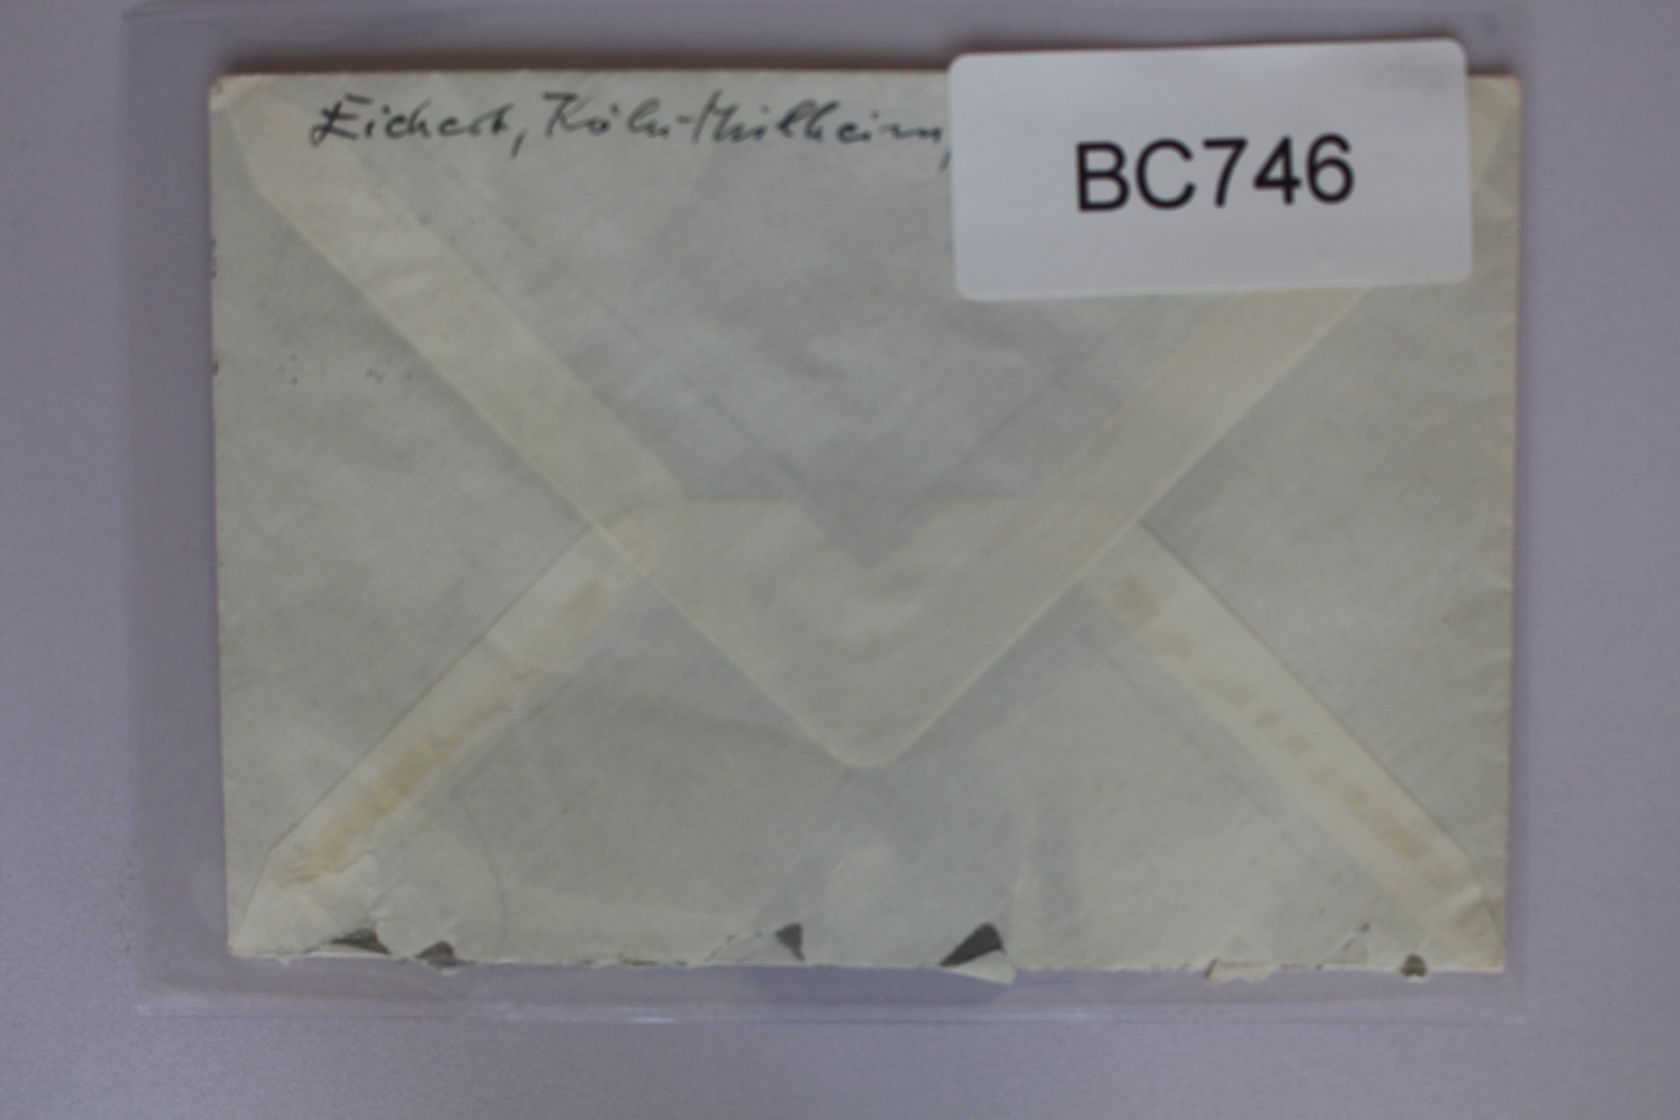 Eichert, Köln-Mülheim,
BC746